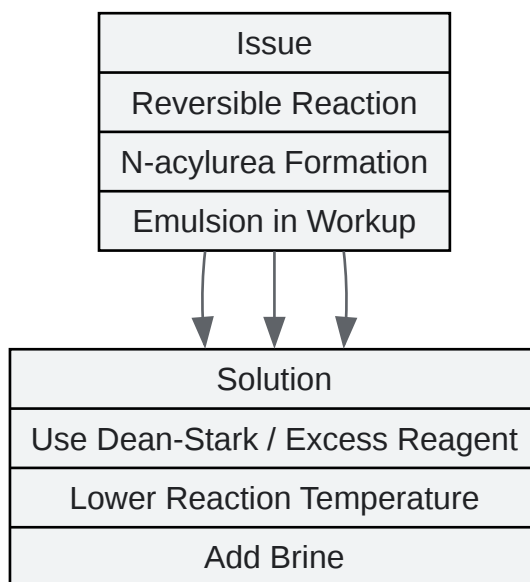 Issue
Reversible Reaction
N-acylurea Formation
Emulsion in Workup
Solution
Use Dean-Stark / Excess Reagent
Lower Reaction Temperature
Add Brine